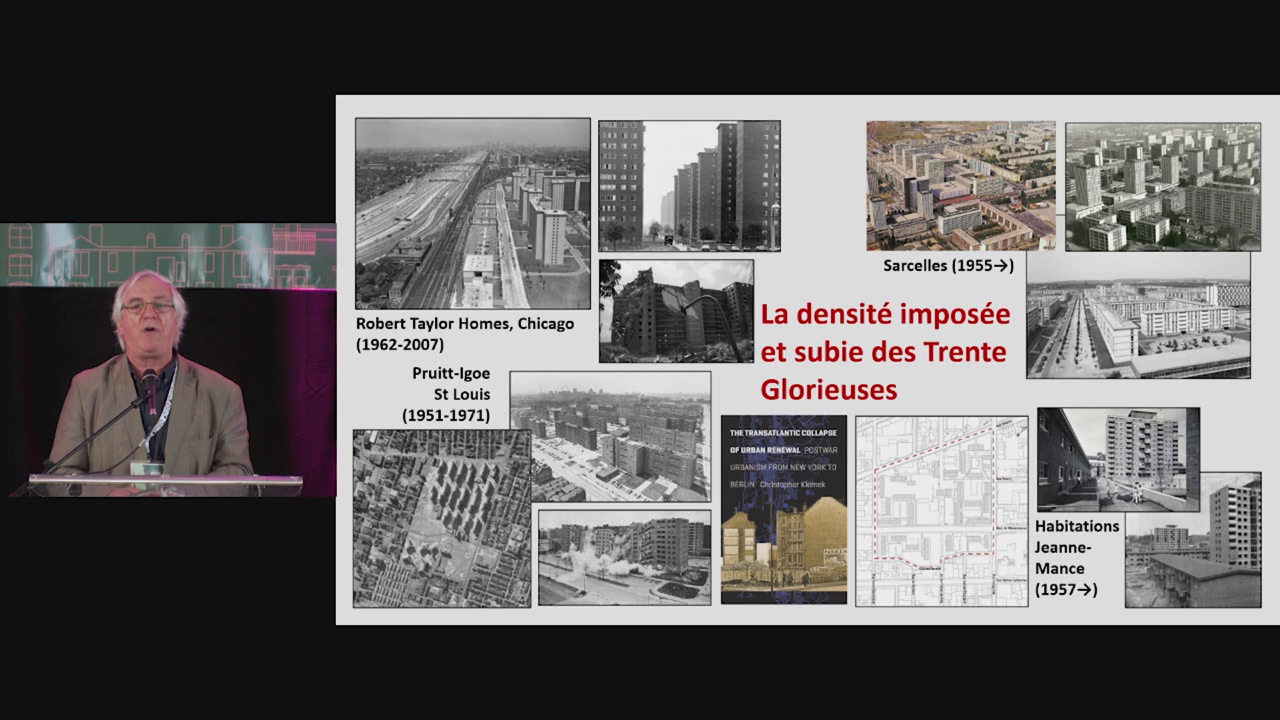 Robert Taylor Homes, Chicago
(1962-2007)
Sarcelles (1955→)
La densité imposée
et subie des Trente
Glorieuses
Pruitt-Igoe
St Louis
(1951-1971)
THE TRANSATLANTIC COLLAPSE
OF URBAN RENEWAL POSTWAR
URBANISM FROM NEW YORK TO
BERLIN Christopher Klemek
Habitations
Jeanne-
Mance
(1957→)